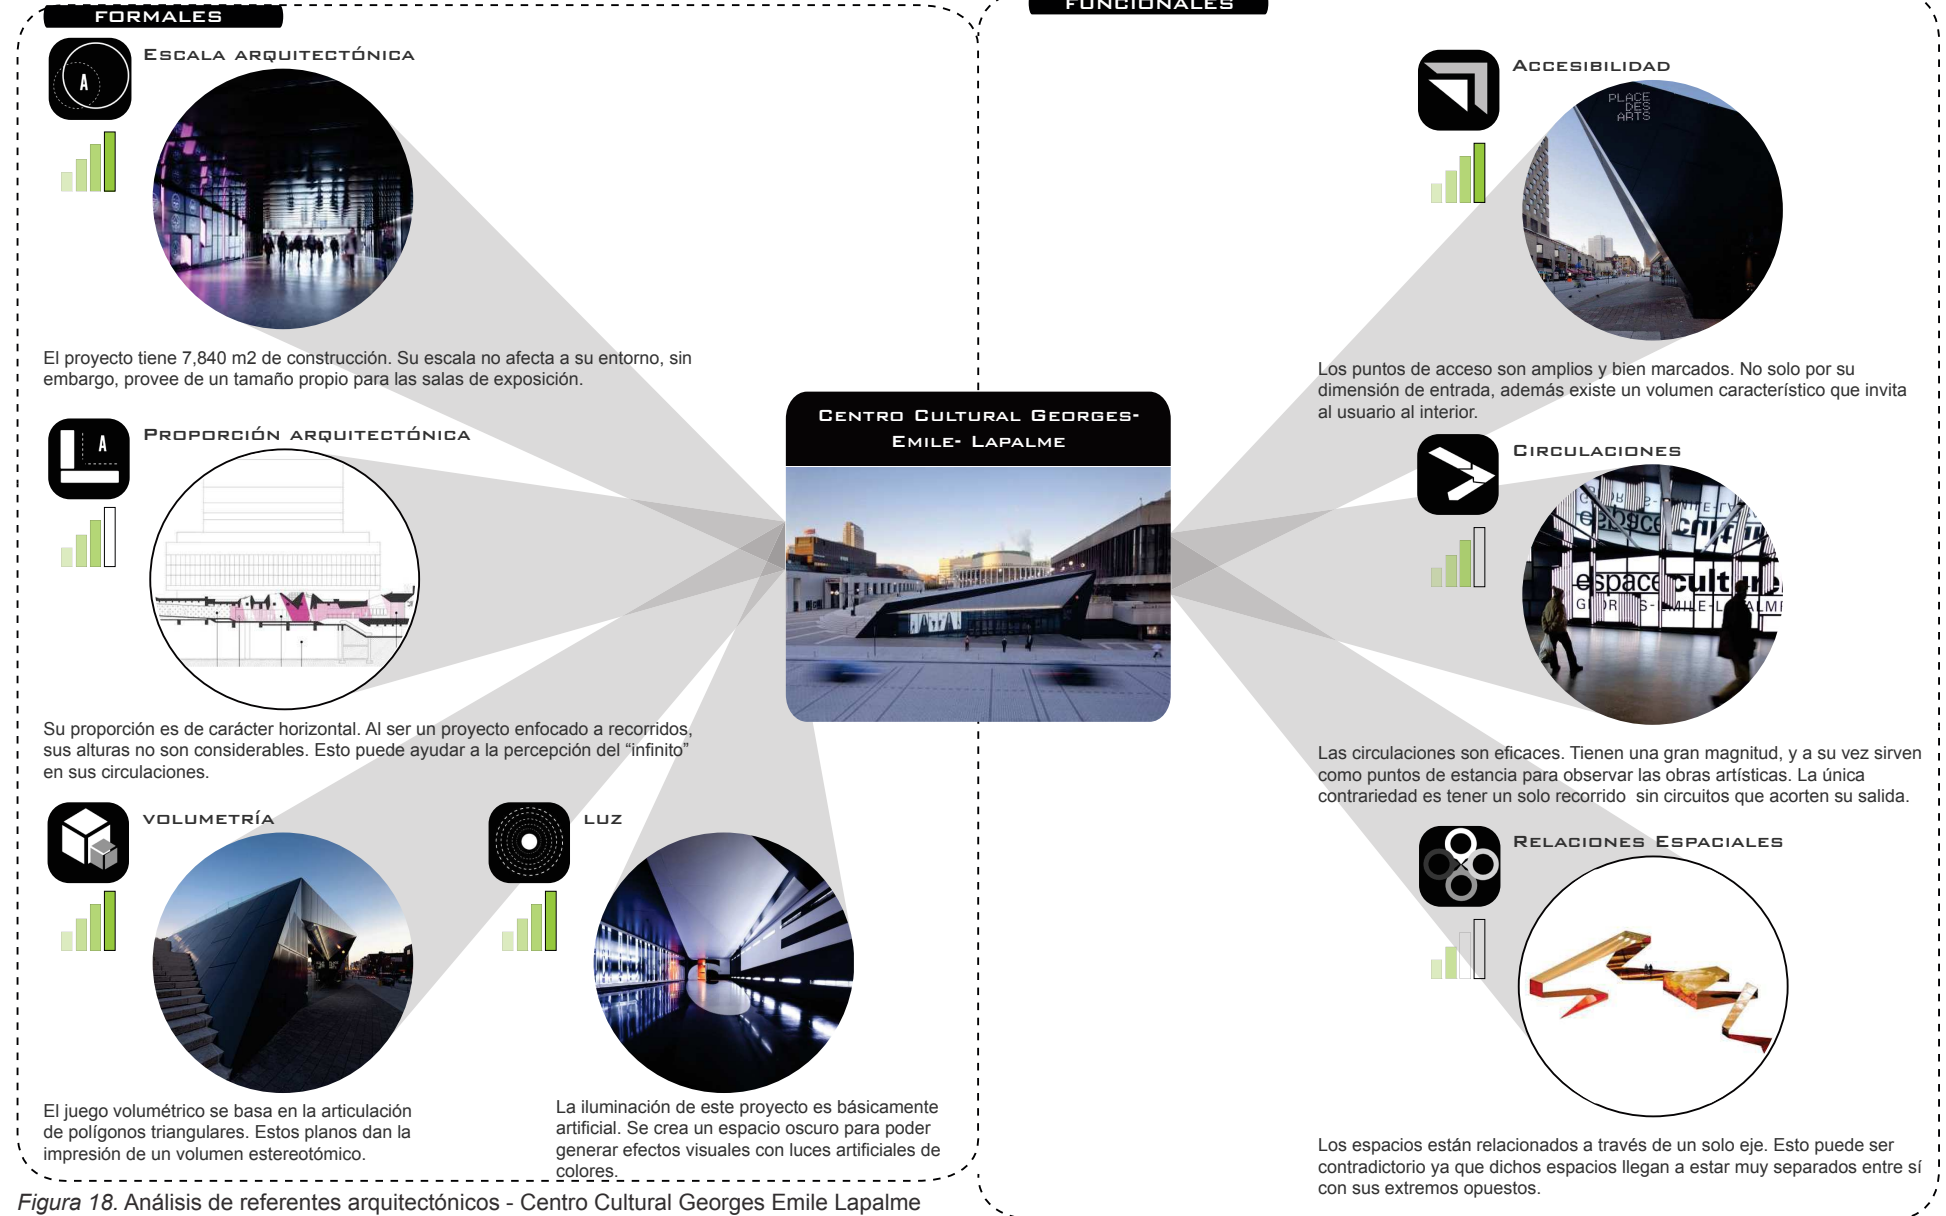 FORMALES
ESCALA ARQUITECTÓNICA
A
El proyecto tiene 7,840 m2 de construcción. Su escala no afecta a su entorno, sin
embargo, provee de un tamaño propio para las salas de exposición.
PROPORCIÓN ARQUITECTÓNICA
A
Su proporción es de carácter horizontal. Al ser un proyecto enfocado a recorridos,
sus alturas no son considerables. Esto puede ayudar a la percepción del “infinito”
en sus circulaciones.
VOLUMETRÍA
El juego volumétrico se basa en la articulación
de polígonos triangulares. Estos planos dan la
impresión de un volumen estereotómico.
LUZ
La iluminación de este proyecto es básicamente
artificial. Se crea un espacio oscuro para poder
generar efectos visuales con luces artificiales de
colores.
CENTRO CULTURAL GEORGES-
EMILE- LAPALME
FUNCIONALES
ACCESIBILIDAD
PLACE
DES
ARTS
Los puntos de acceso son amplios y bien marcados. No solo por su
dimensión de entrada, además existe un volumen característico que invita
al usuario al interior.
CIRCULACIONES
espace culture
Las circulaciones son eficaces. Tienen una gran magnitud, y a su vez sirven
como puntos de estancia para observar las obras artísticas. La única
contrariedad es tener un solo recorrido  sin circuitos que acorten su salida.
RELACIONES ESPACIALES
Los espacios están relacionados a través de un solo eje. Esto puede ser
contradictorio ya que dichos espacios llegan a estar muy separados entre sí
con sus extremos opuestos.
Figura 18. Análisis de referentes arquitectónicos - Centro Cultural Georges Emile Lapalme